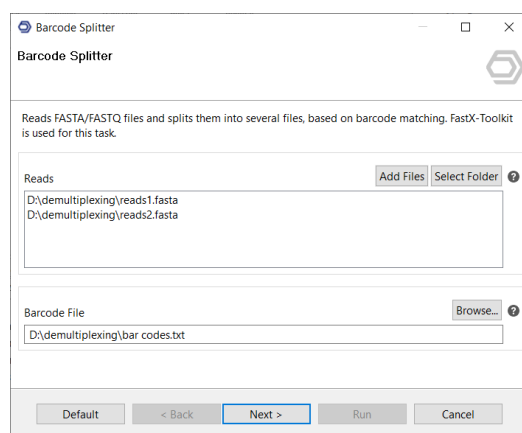 Barcode Splitter
Barcode Splitter
Reads FASTA/FASTQ files and splits them into several files, based on barcode matching. FastX-Toolkit
is used for this task.
Reads
Add Files Select Folder ?
D:\demultiplexing\reads1.fasta
D:\demultiplexing\reads2.fasta
Barcode File
Browse... ?
D:\demultiplexing\bar codes.txt
Default < Back Next > Run Cancel